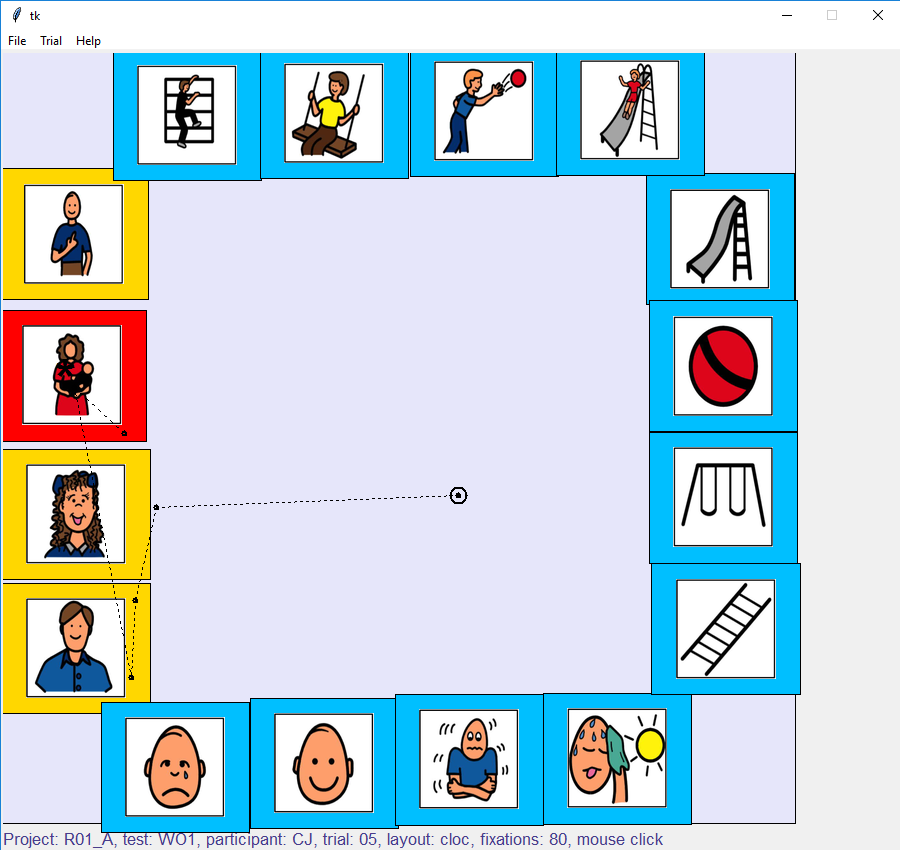 tk
File Trial Help
Project: R01_A, test: WO1, participant: CJ, trial: 05, layout: cloc, fixations: 80, mouse click